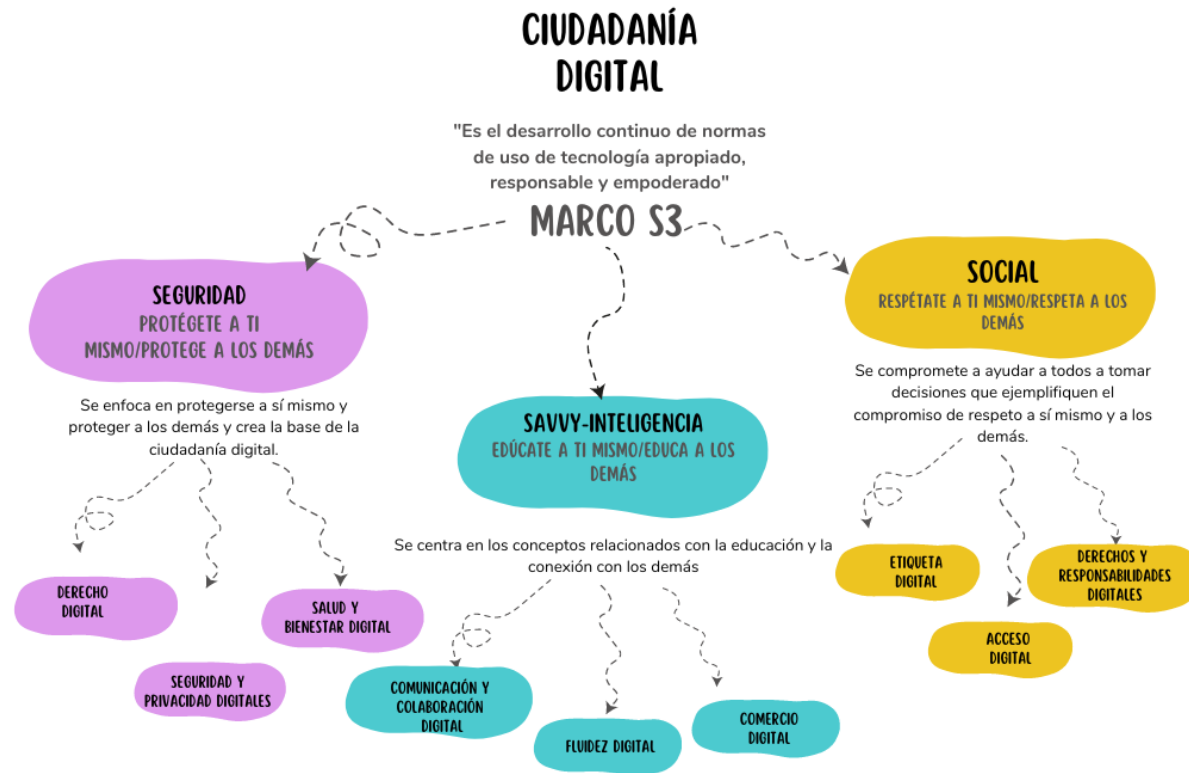 CIUDADANÍA
DIGITAL
"Es el desarrollo continuo de normas
de uso de tecnología apropiado,
responsable y empoderado"
MARCO S3
SEGURIDAD
PROTÉGETE A TI
MISMO/PROTEGE A LOS DEMÁS
Se enfoca en protegerse a sí mismo y
proteger a los demás y crea la base de la
ciudadanía digital.
DERECHO
DIGITAL
SEGURIDAD Y
PRIVACIDAD DIGITALES
SALUD Y
BIENESTAR DIGITAL
SAVVY-INTELIGENCIA
EDÚCATE A TI MISMO/EDUCA A LOS
DEMÁS
Se centra en los conceptos relacionados con la educación y la
conexión con los demás
COMUNICACIÓN Y
COLABORACIÓN
DIGITAL
FLUIDEZ DIGITAL
COMERCIO
DIGITAL
SOCIAL
RESPÉTATE A TI MISMO/RESPETA A LOS
DEMÁS
Se compromete a ayudar a todos a tomar
decisiones que ejemplifiquen el
compromiso de respeto a sí mismo y a los
demás.
ETIQUETA
DIGITAL
ACCESO
DIGITAL
DERECHOS Y
RESPONSABILIDADES
DIGITALES